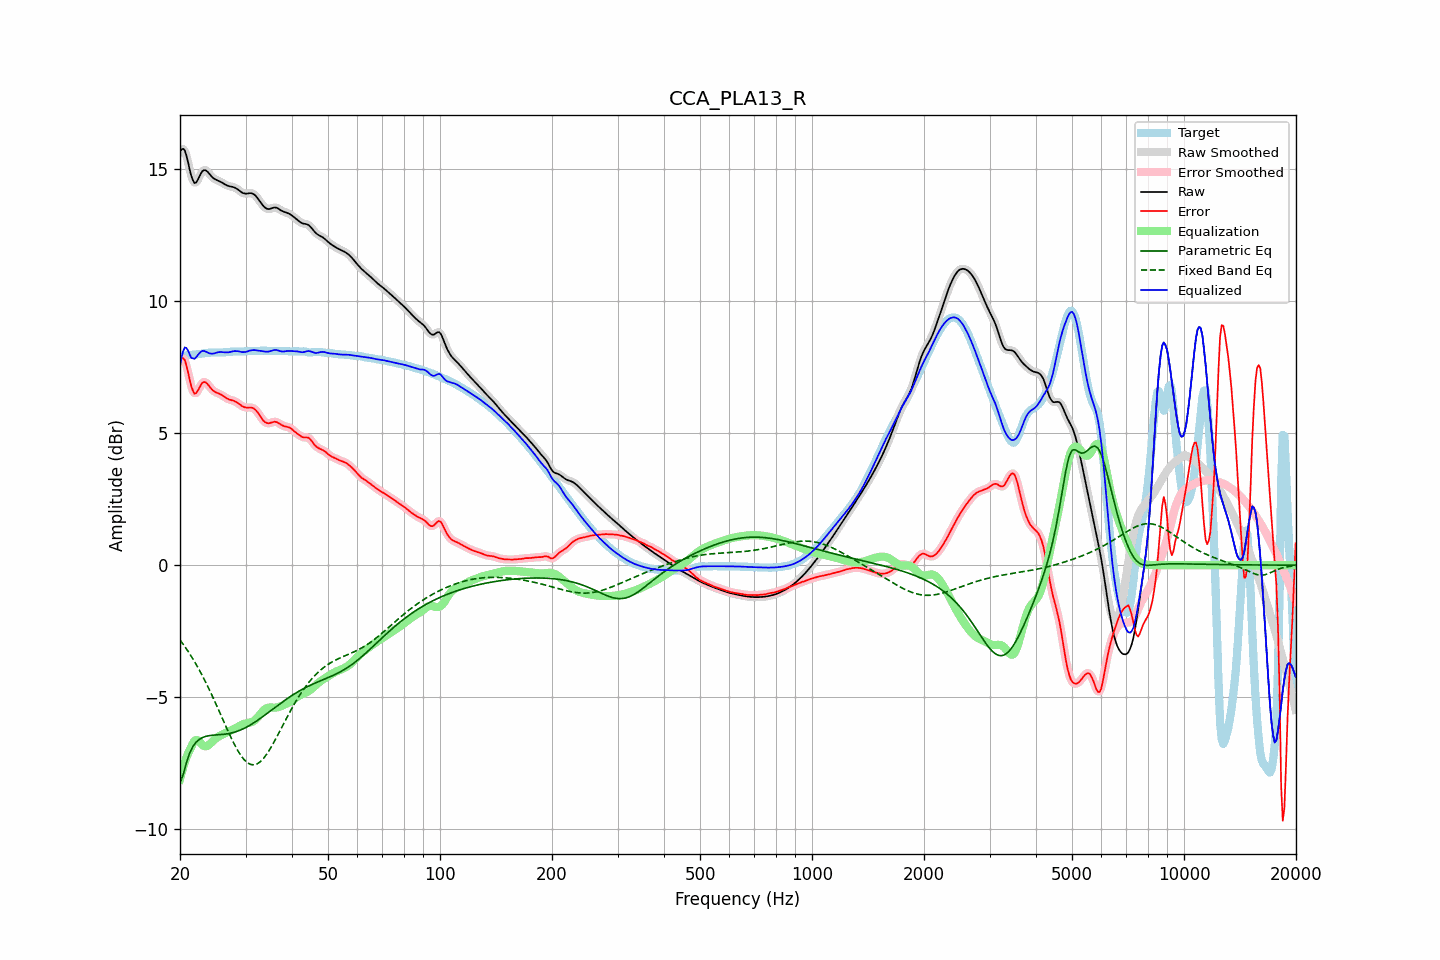 CCA_PLA13_R
Target
Raw Smoothed
Error Smoothed
Raw
Error
Equalization
Parametric Eq
Fixed Band Eq
Equalized
Amplitude (dBr)
15
10
5
0
−5
−10
20 50 100 200 500 1000 2000 5000 10000 20000
Frequency (Hz)